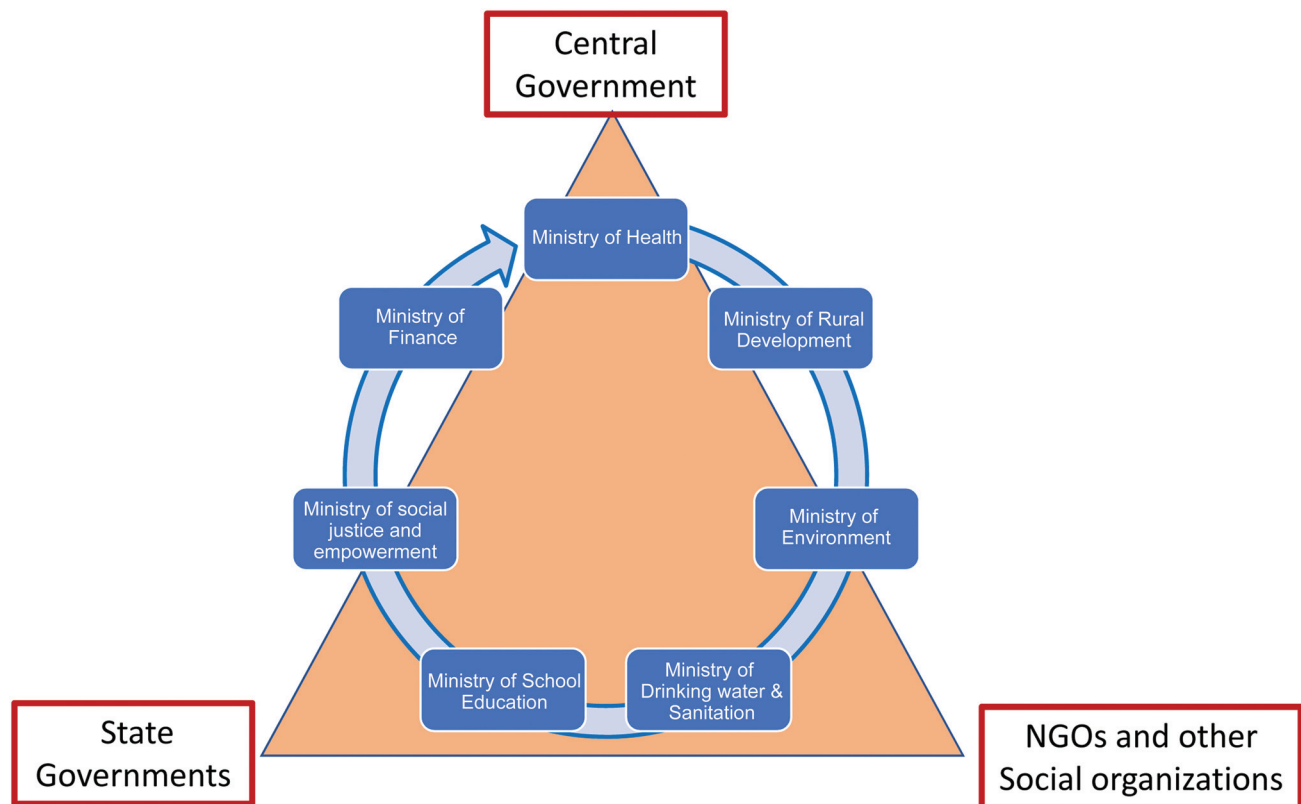 Central
Government
Ministry of Health
Ministry of
Finance
Ministry of Rural
Development
Ministry of social
justice and
empowerment
Ministry of
Environment
Ministry of School
Education
Ministry of
Drinking water &
Sanitation
State
Governments
NGOs and other
Social organizations